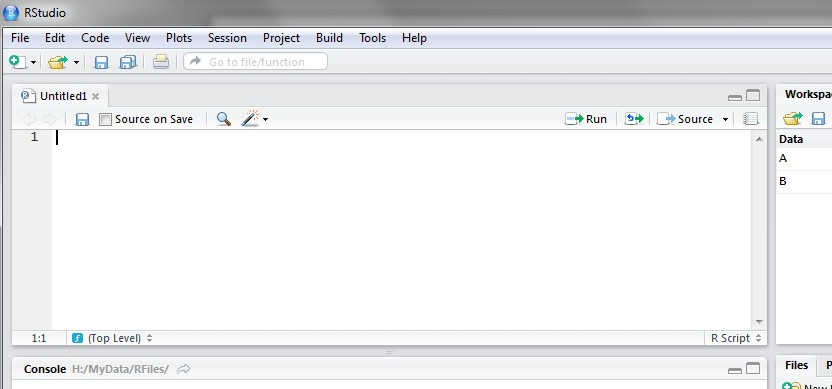 RStudio
File Edit Code View Plots Session Project Build Tools Help
Go to file/function
Untitled1
Source on Save Run Source
1
1:1 (Top Level) R Script
Console H:/MyData/RFiles/
Workspa
Data
A
B
Files P
New